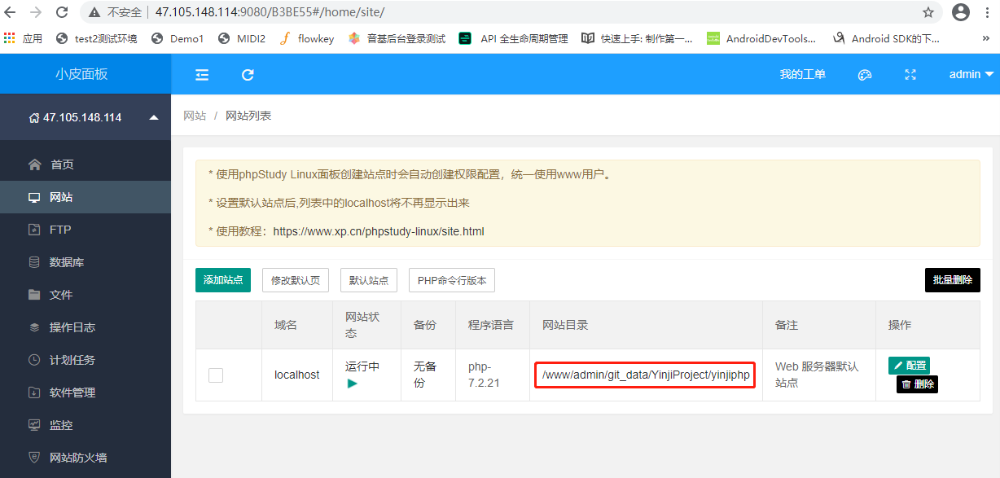 不安全 47.105.148.114:9080/B3BE55#/home/site/
应用 test2测试环境 Demo1 MIDI2 flowkey 音基后台登录测试 API 全生命周期管理 快速上手: 制作第一... AndroidDevTools... Android SDK的下... »
小皮面板
我的工单 admin
47.105.148.114
网站 / 网站列表
首页
网站
FTP
数据库
文件
操作日志
计划任务
软件管理
监控
网站防火墙
* 使用phpStudy Linux面板创建站点时会自动创建权限配置，统一使用www用户。
* 设置默认站点后,列表中的localhost将不再显示出来
* 使用教程：https://www.xp.cn/phpstudy-linux/site.html
添加站点 修改默认页 默认站点 PHP命令行版本 批量删除
域名 网站状 备份 程序语言 网站目录 备注 操作
态
localhost 运行中 无备 php- /www/admin/git_data/YinjiProject/yinjiphp Web 服务器默认 配置
份 7.2.21 站点 删除